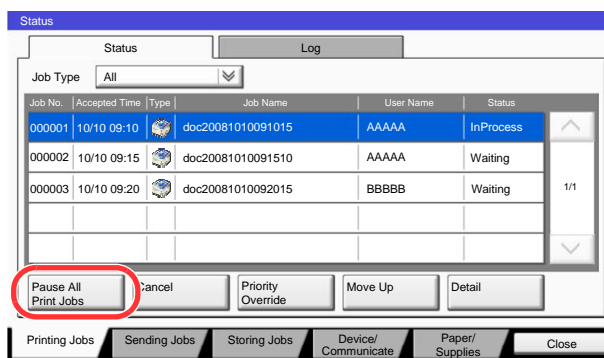 Status
Status Log
Job Type All
Job No. Accepted Time Type Job Name User Name Status
000001 10/10 09:10 doc20081010091015 AAAAA InProcess
000002 10/10 09:15 doc20081010091510 AAAAA Waiting
000003 10/10 09:20 doc20081010092015 BBBBB Waiting
1/1
Pause All
Print Jobs
Cancel
Priority
Override
Move Up
Detail
Printing Jobs
Sending Jobs
Storing Jobs
Device/
Communicate
Paper/
Supplies
Close